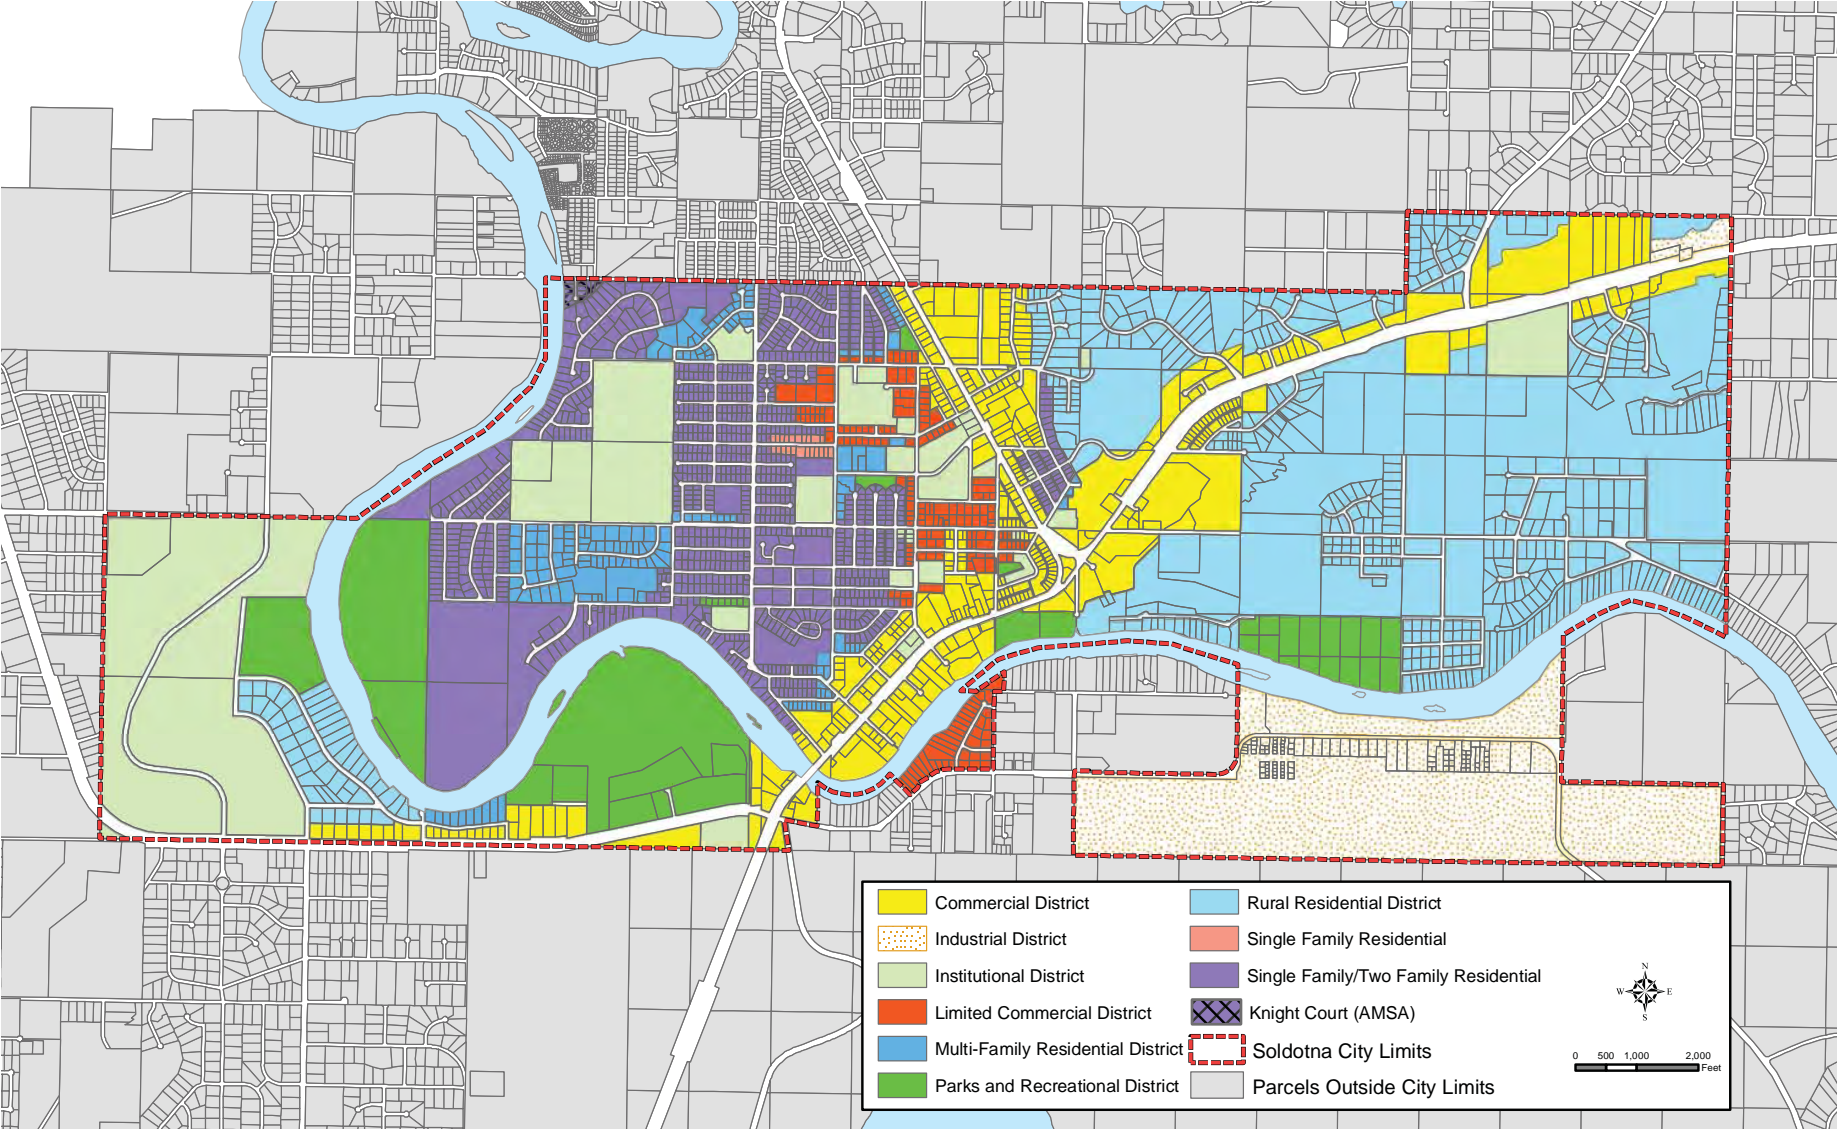 Commercial District
Industrial District
Institutional District
Limited Commercial District
Multi-Family Residential District
Parks and Recreational District
Rural Residential District
Single Family Residential
Single Family/Two Family Residential
Knight Court (AMSA)
Soldotna City Limits
Parcels Outside City Limits
N
W E
S
0 500 1,000 2,000
Feet